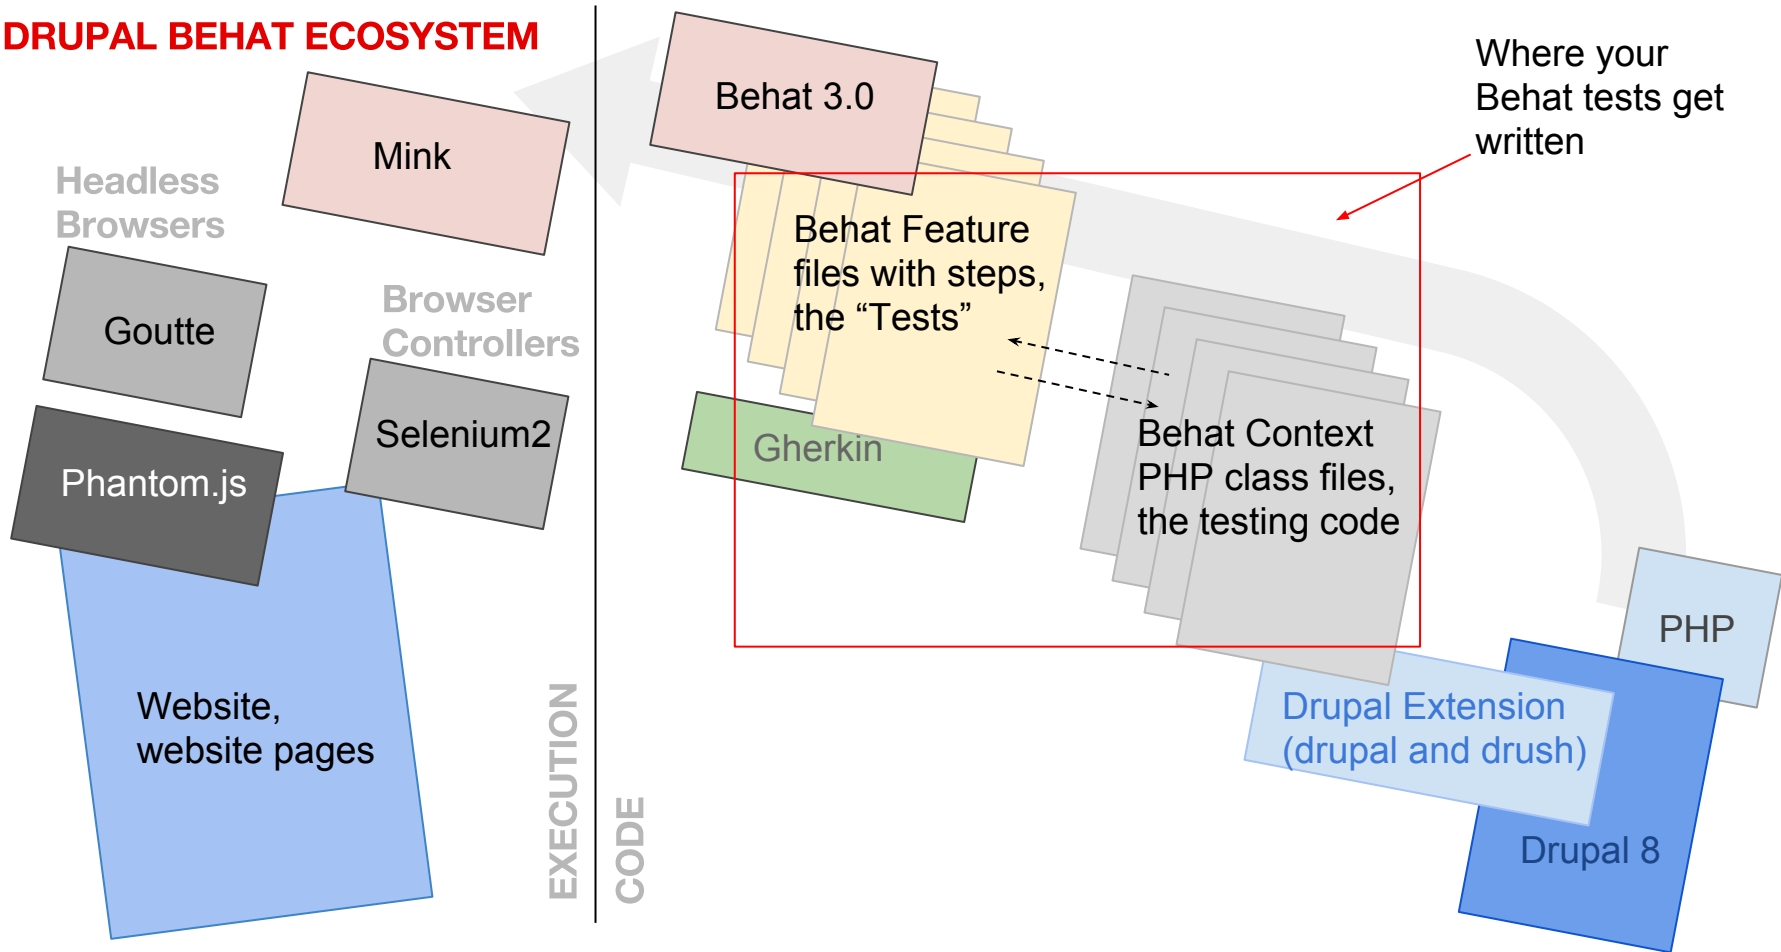 DRUPAL BEHAT ECOSYSTEM
Mink
Headless
Browsers
Goutte
Browser
Controllers
Selenium2
Phantom.js
Website,
website pages
EXECUTION
CODE
Behat 3.0
Where your
Behat tests get
written
Behat Feature
files with steps,
the “Tests”
Gherkin
Behat Context
PHP class files,
the testing code
PHP
Drupal Extension
(drupal and drush)
Drupal 8